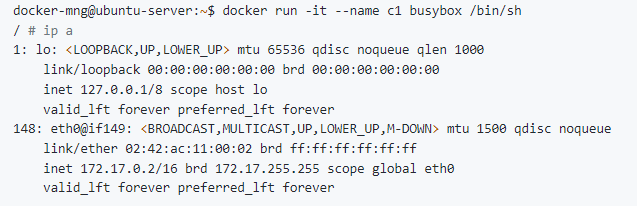 docker-mng@ubuntu-server:~$ docker run -it --name c1 busybox /bin/sh
/ # ip a
1: lo: <LOOPBACK,UP,LOWER_UP> mtu 65536 qdisc noqueue qlen 1000
    link/loopback 00:00:00:00:00:00 brd 00:00:00:00:00:00
    inet 127.0.0.1/8 scope host lo
    valid_lft forever preferred_lft forever
148: eth0@if149: <BROADCAST,MULTICAST,UP,LOWER_UP,M-DOWN> mtu 1500 qdisc noqueue
    link/ether 02:42:ac:11:00:02 brd ff:ff:ff:ff:ff:ff
    inet 172.17.0.2/16 brd 172.17.255.255 scope global eth0
    valid_lft forever preferred_lft forever